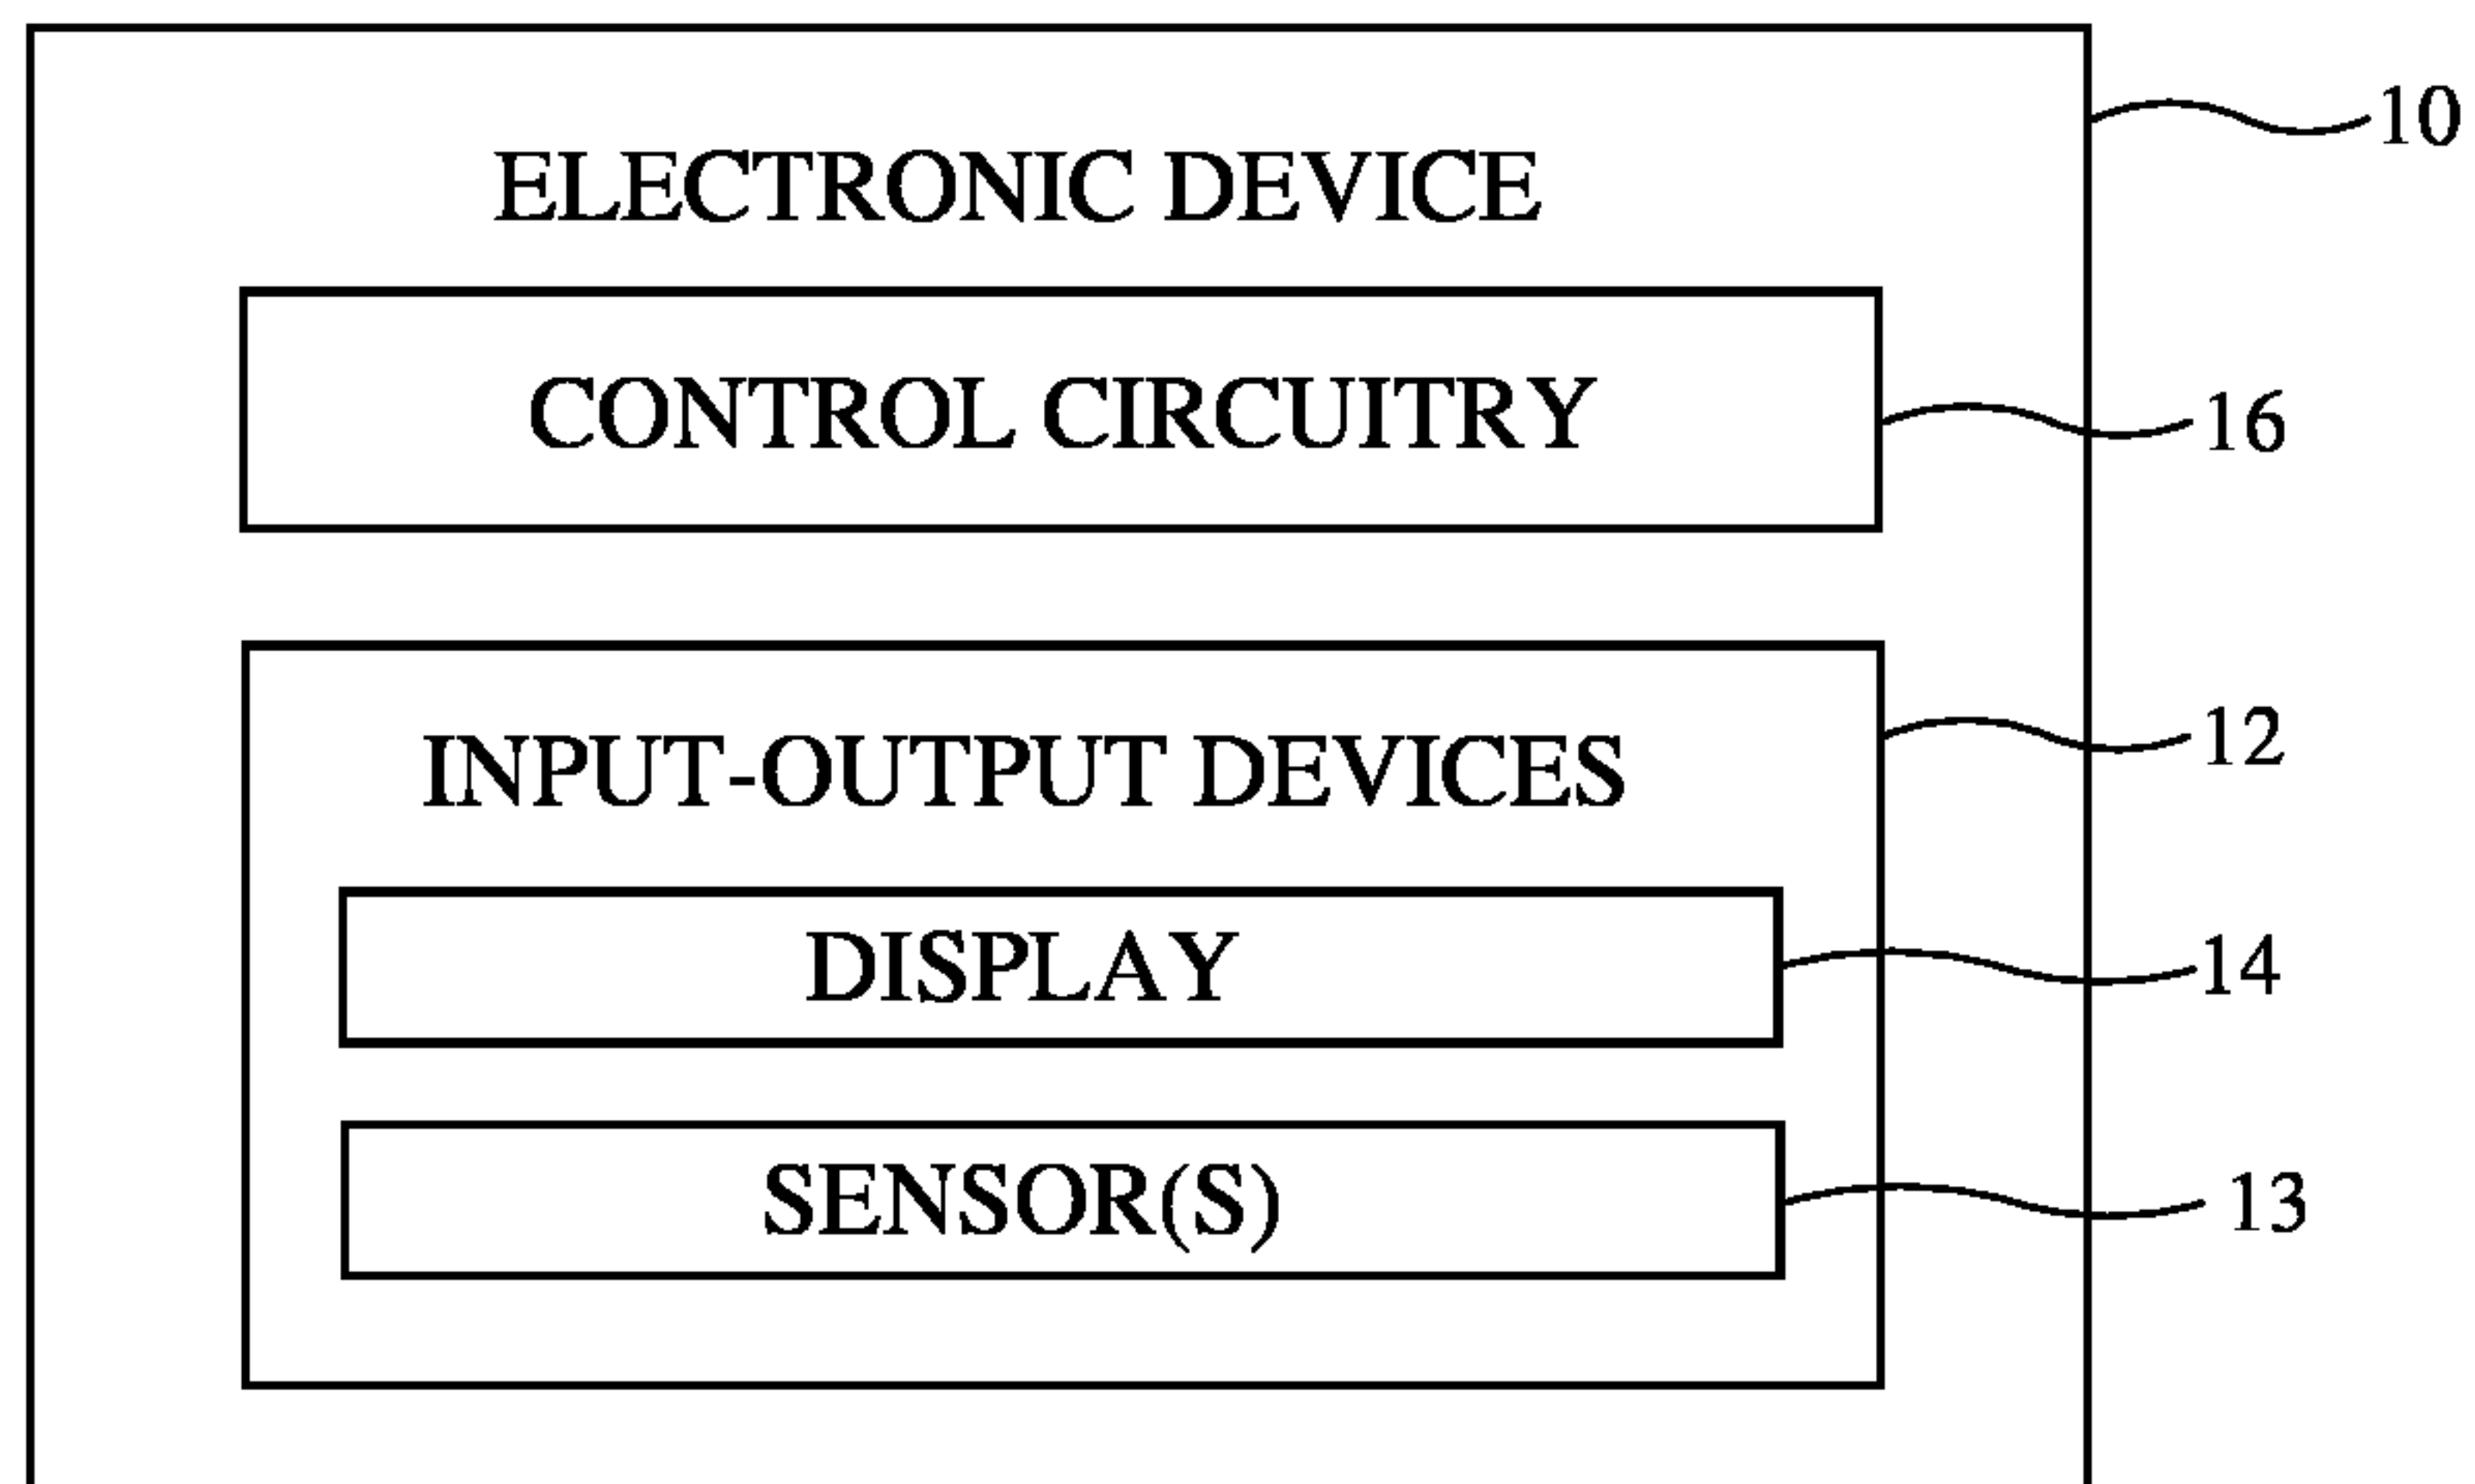 10
ELECTRONIC DEVICE
CONTROL CIRCUITRY
16
INPUT-OUTPUT DEVICES
12
DISPLAY
14
SENSOR(S)
13